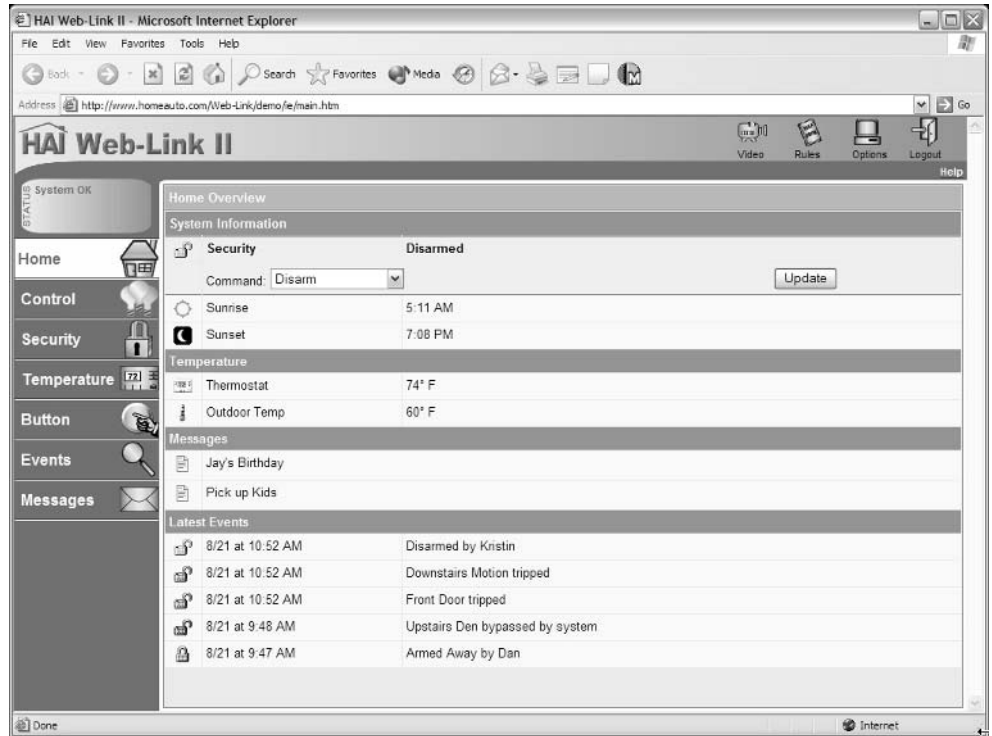 HAI Web-Link II - Microsoft Internet Explorer
File Edit View Favorites Tools Help
Back Search Favorites Media
Address http://www.homeauto.com/Web-Link/demo/ie/main.htm Go
HAI Web-Link II
Video Rules Options Logout
Help
STATUS System OK
Home Overview
System Information
Security Disarmed
Command: Disarm Update
Sunrise 5:11 AM
Sunset 7:08 PM
Temperature
Thermostat 74° F
Outdoor Temp 60° F
Messages
Jay's Birthday
Pick up Kids
Latest Events
8/21 at 10:52 AM Disarmed by Kristin
8/21 at 10:52 AM Downstairs Motion tripped
8/21 at 10:52 AM Front Door tripped
8/21 at 9:48 AM Upstairs Den bypassed by system
8/21 at 9:47 AM Armed Away by Dan
Home
Control
Security
Temperature 72
Button
Events
Messages
Done Internet